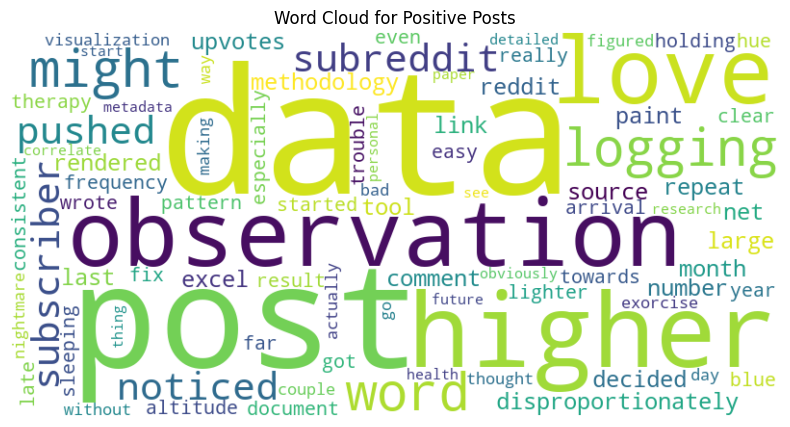 Word Cloud for Positive Posts
visualization
start
upvotes
even
detailed
figured
holding
hue
might
subreddit
really
love
way
methodology
paper
reddit
therapy
metadata
data
paint
clear
pushed
making
especially
link
trouble
personal
logging
correlate
easy
rendered
consistent
frequency
bad
see
source
repeat
wrote
pattern
started
tool
arrival
research
net
subscriber
observation
large
last
fix
excel
result
actually
comment
obviously
towards
month
nightmare
sleeping
post
go
lighter
number
year
thing
future
higher
exorcise
far
got
late
noticed
health
thought
decided
day
blue
couple
word
without
altitude
document
disproportionately